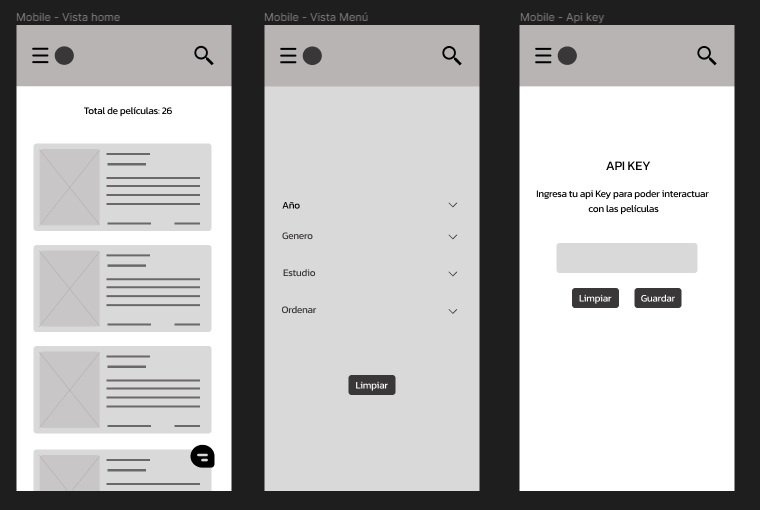 Mobile - Vista home
Total de películas: 26
Mobile - Vista Menú
Año
Genero
Estudio
Ordenar
Limpiar
Mobile - Api key
API KEY
Ingresa tu api Key para poder interactuar
con las películas
Limpiar
Guardar